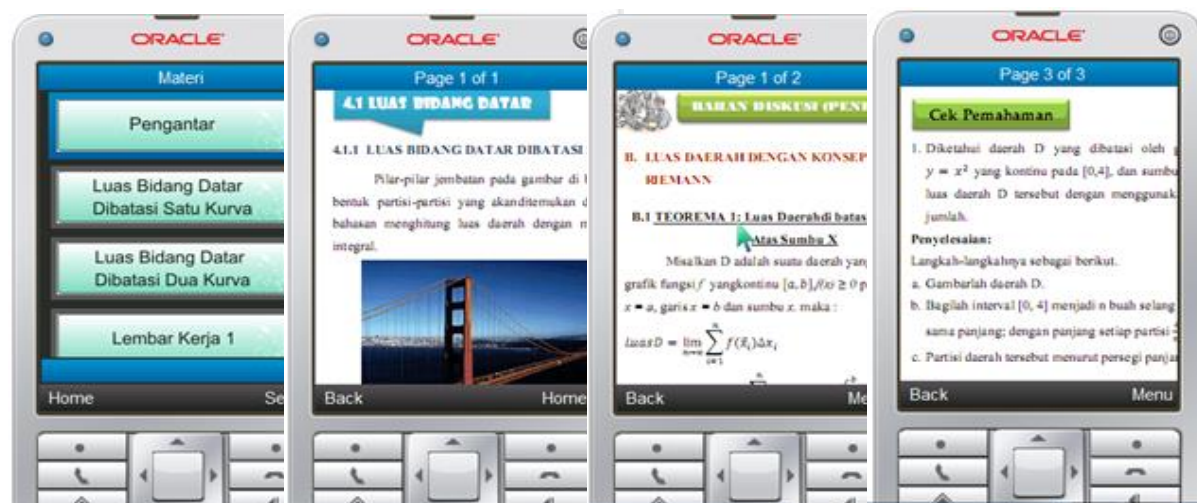 ORACLE
Materi
Pengantar
Luas Bidang Datar
Dibatasi Satu Kurva
Luas Bidang Datar
Dibatasi Dua Kurva
Lembar Kerja 1
Home Se
ORACLE
Page 1 of 1
4.1 LUAS BIDANG DATAR
4.1.1 LUAS BIDANG DATAR DIBATASI
Pilar-pilar jembatan pada gambar di
bentuk partisi-partisi yang akanditemukan d
bahasan menghitung luas daerah dengan m
integral.
Back Home
ORACLE
Page 1 of 2
BAHAN DISKUSI (PEN
B. LUAS DAERAH DENGAN KONSEP
RIEMANN
B.1 TEOREMA 1: Luas Daerahdi batas
Atas Sumbu X
Misalkan D adalah suatu daerah yan
grafik fungsi f yangkontinu [a, b], f(x) ≥ 0 p
x = a, garis x = b dan sumbu x. maka :
Back Me
ORACLE
Page 3 of 3
Cek Pemahaman
1. Diketahui daerah D yang dibatasi oleh g
y = x² yang kontinu pada [0,4], dan sumbu
luas daerah D tersebut dengan menggunak
jumlah.
Penyelesaian:
Langkah-langkahnya sebagai berikut.
a. Gambarlah daerah D.
b. Bagilah interval [0, 4] menjadi n buah selang
sama panjang; dengan panjang setiap partisi
c. Partisi daerah tersebut menurut persegi panjan
Back Menu